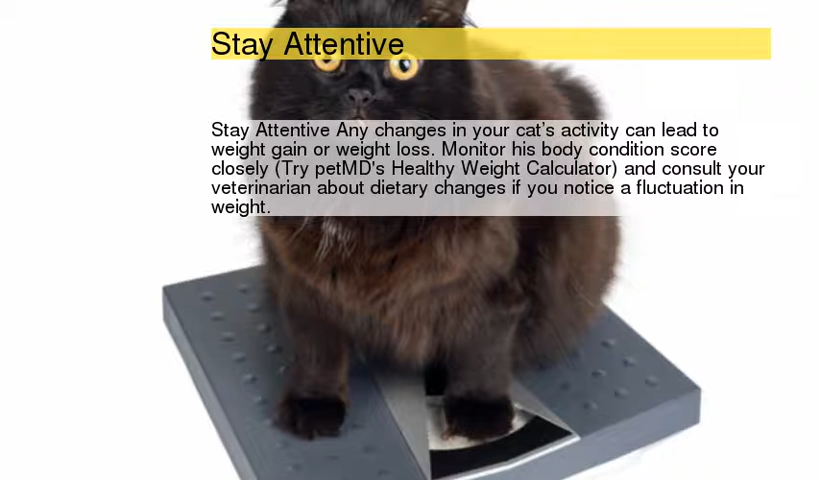 Stay Attentive
Stay Attentive Any changes in your cat's activity can lead to
weight gain or weight loss. Monitor his body condition score
closely (Try petMD's Healthy Weight Calculator) and consult your
veterinarian about dietary changes if you notice a fluctuation in
weight.